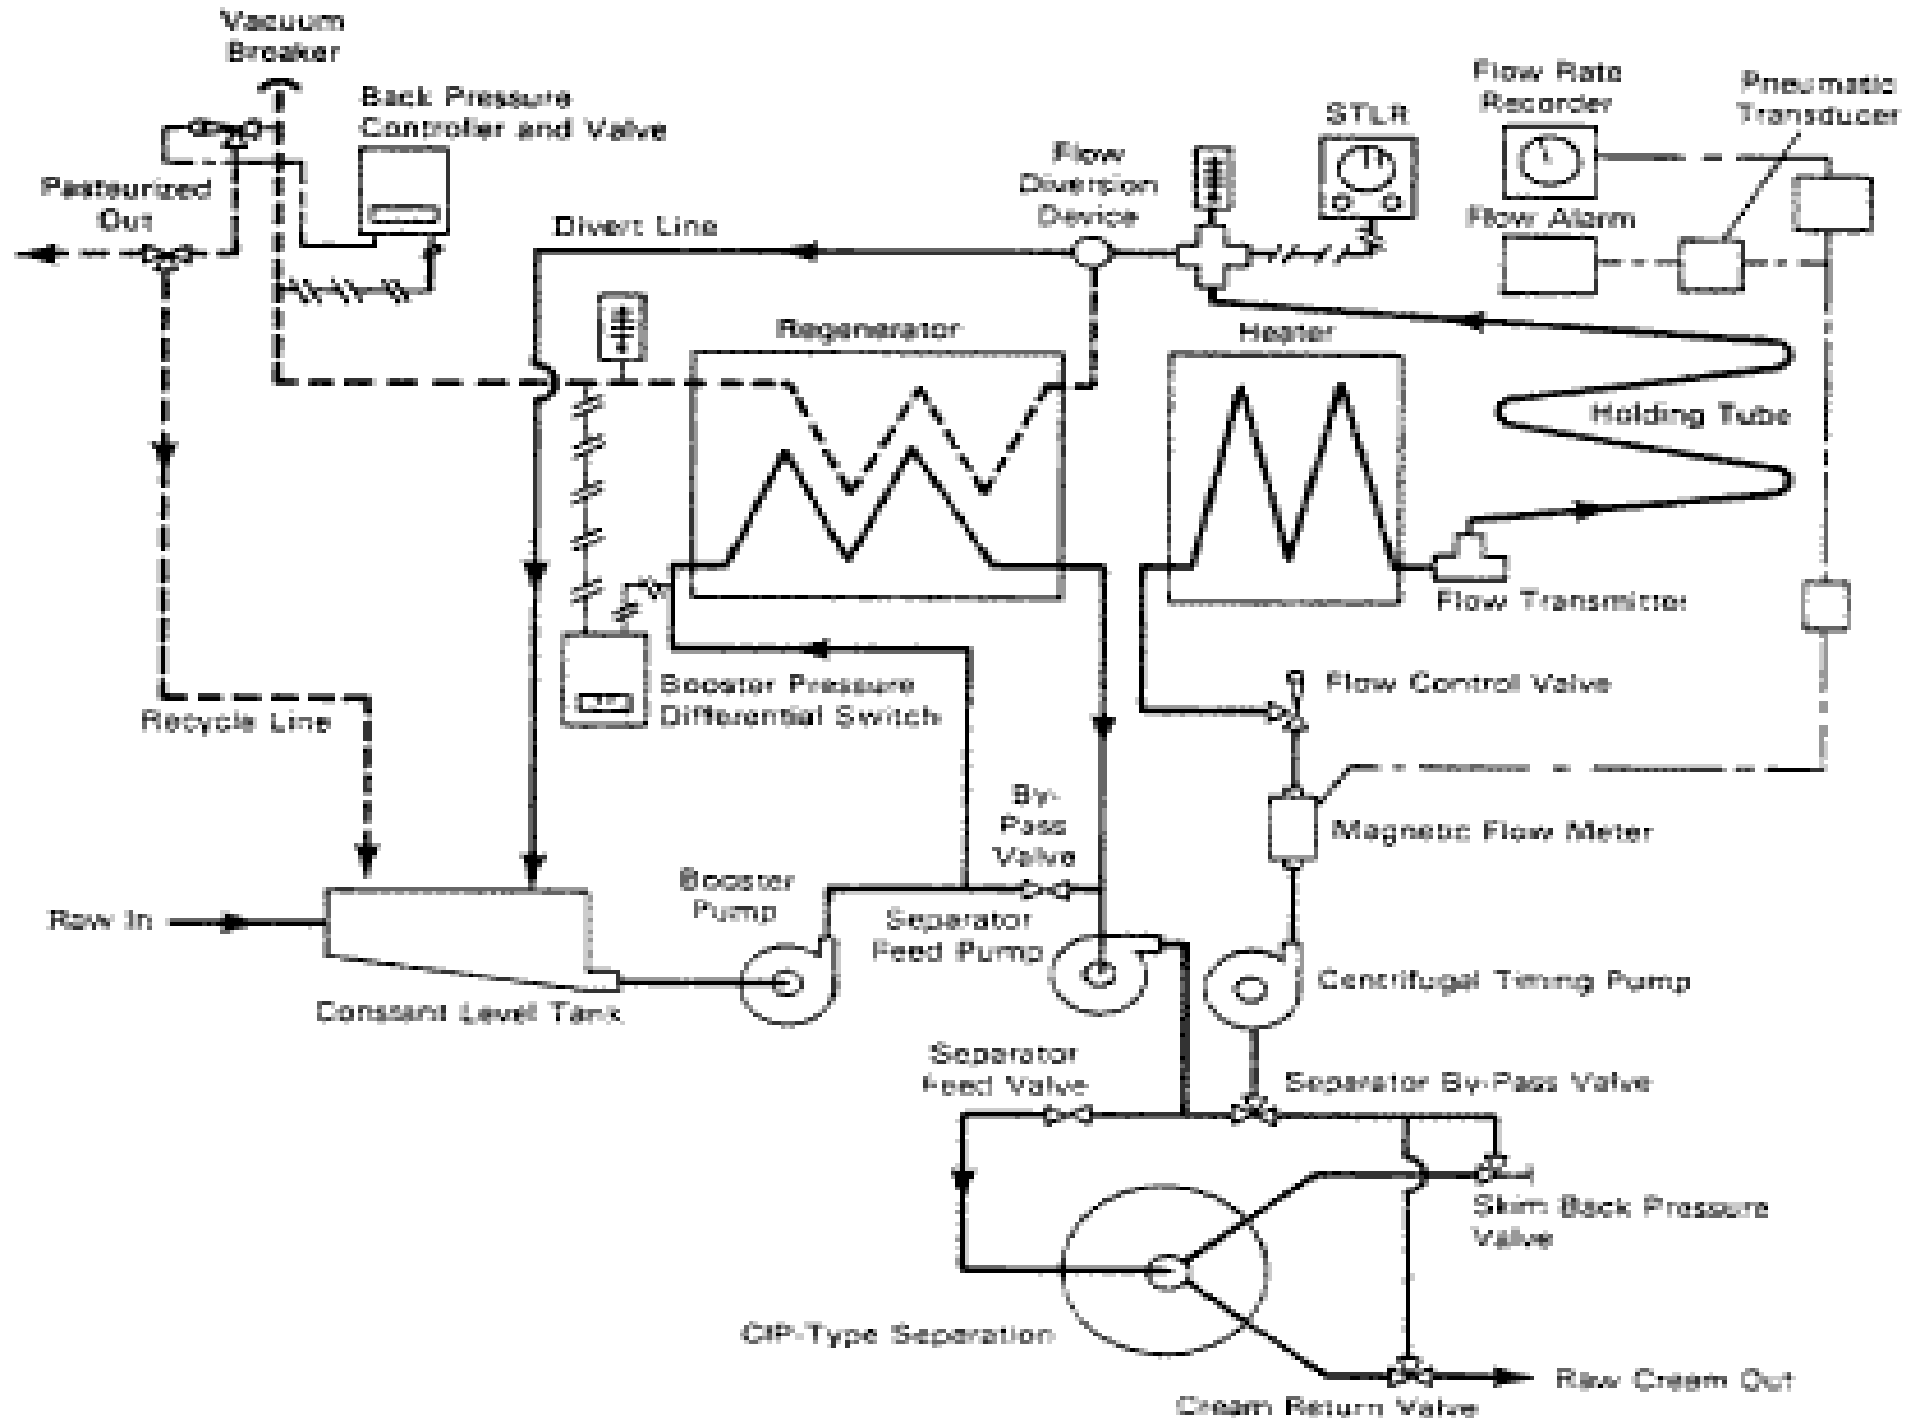 Vacuum
Breaker
Back Pressure
Controller and Valve
Pasteurized
Out
Divert Line
Flow
Diversion
Device
STLR
Flow Rate
Recorder
Pneumatic
Transducer
Flow Alarm
Regenerator
Heater
Holding Tube
Flow Transmitter
Booster Pressure
Differential Switch
Recycle Line
Flow Control Valve
By-
Pass
Valve
Magnetic Flow Meter
Raw In
Booster
Pump
Separator
Feed Pump
Centrifugal Timing Pump
Constant Level Tank
Separator
Feed Valve
Separator By-Pass Valve
Skim Back Pressure
Valve
CIP-Type Separation
Raw Cream Out
Cream Return Valve